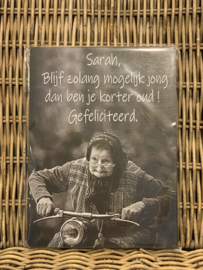 Sarah,
Blijf zolang mogelijk jong
dan ben je korter oud !
Gefeliciteerd.